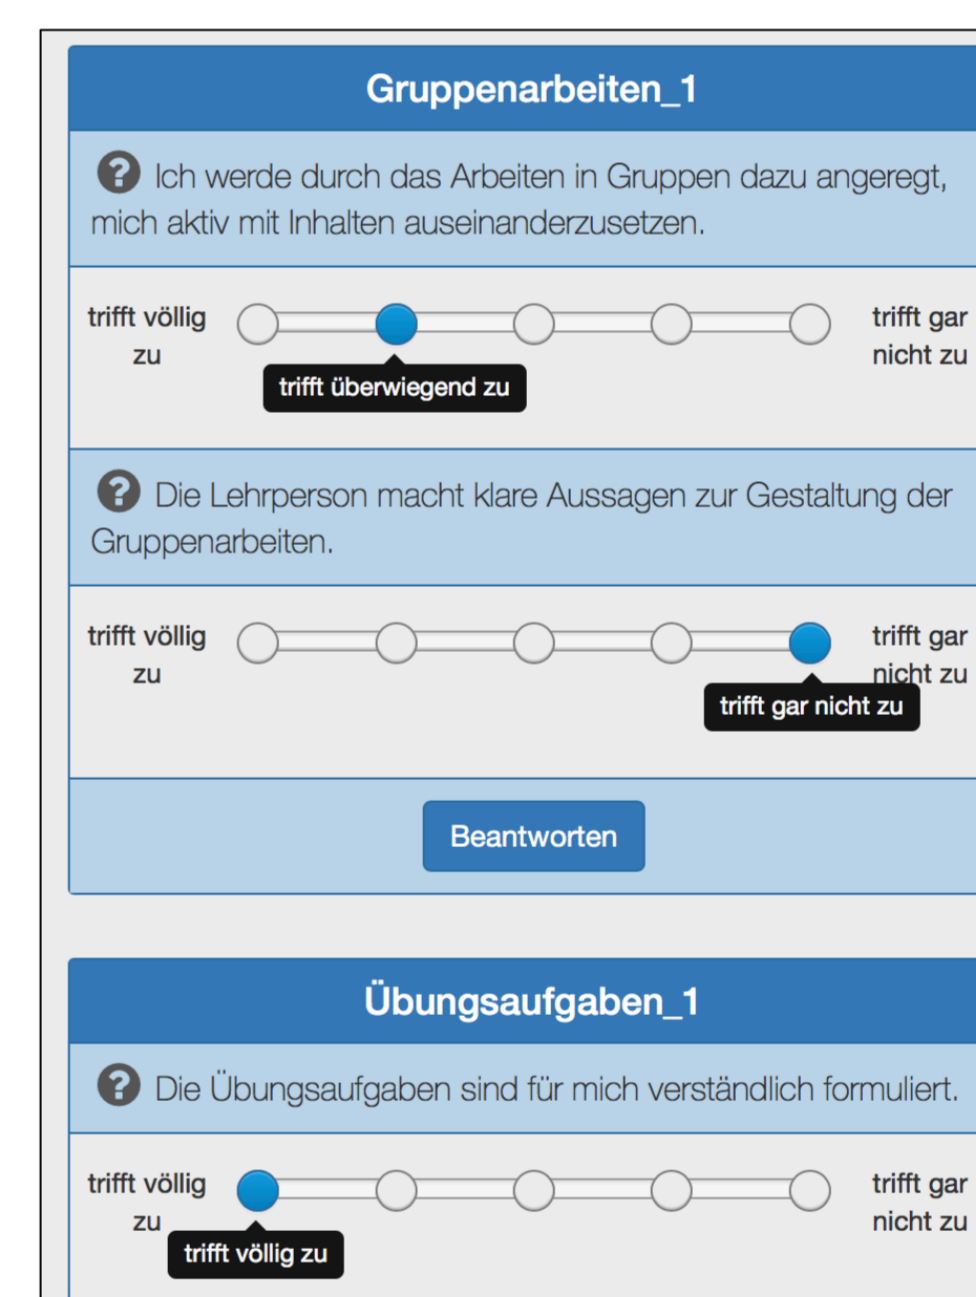 Gruppenarbeiten_1
? Ich werde durch das Arbeiten in Gruppen dazu angeregt,
mich aktiv mit Inhalten auseinanderzusetzen.
trifft völlig
zu
trifft gar
nicht zu
trifft überwiegend zu
? Die Lehrperson macht klare Aussagen zur Gestaltung der
Gruppenarbeiten.
trifft völlig
zu
trifft gar
nicht zu
trifft gar nicht zu
Beantworten
Übungsaufgaben_1
? Die Übungsaufgaben sind für mich verständlich formuliert.
trifft völlig
zu
trifft gar
nicht zu
trifft völlig zu